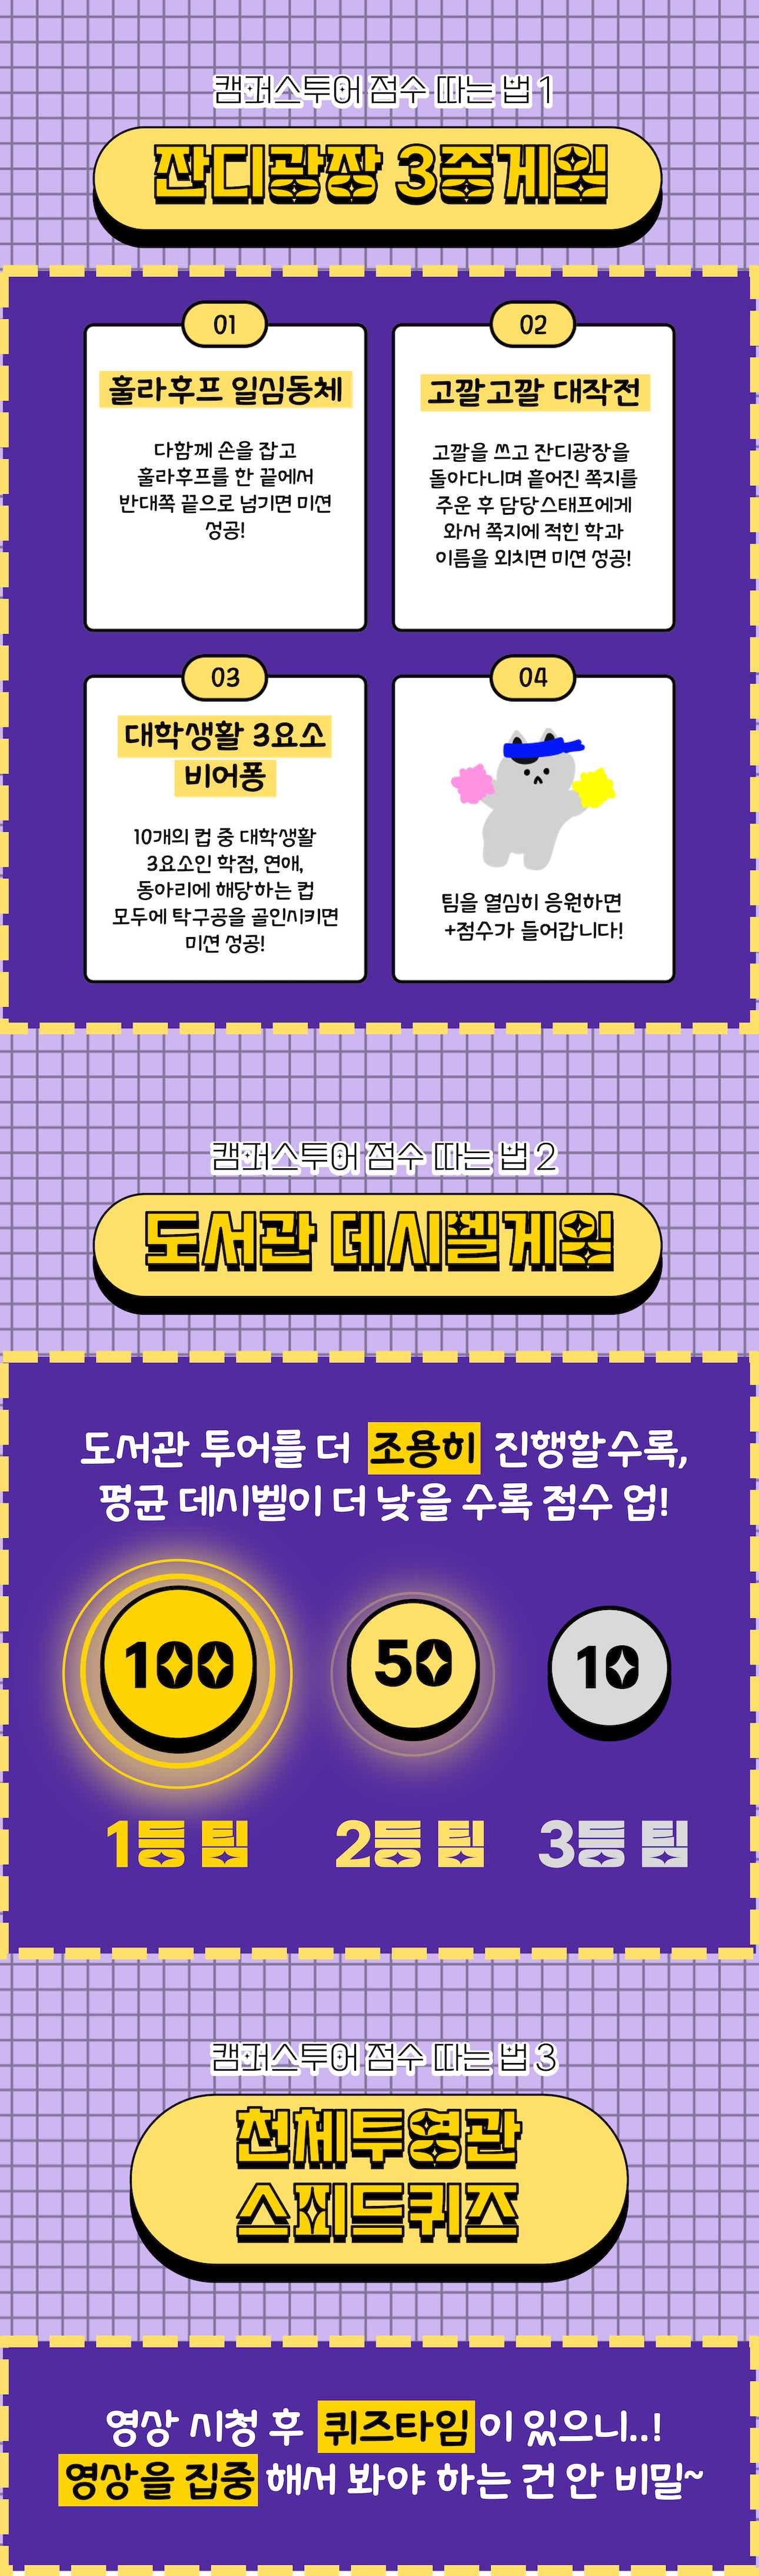 캠퍼스투어 점수 따는 법 1
잔디광장 3종게임
01
훌라후프 일심동체
다함께 손을 잡고
훌라후프를 한 끝에서
반대쪽 끝으로 넘기면 미션
성공!
02
고깔고깔 대작전
고깔을 쓰고 잔디광장을
돌아다니며 흩어진 쪽지를
주운 후 담당스태프에게
와서 쪽지에 적힌 학과
이름을 외치면 미션 성공!
03
대학생활 3요소
비어퐁
10개의 컵 중 대학생활
3요소인 학점, 연애,
동아리에 해당하는 컵
모두에 탁구공을 골인시키면
미션 성공!
04
팀을 열심히 응원하면
+점수가 들어갑니다!
캠퍼스투어 점수 따는 법 2
도서관 데시벨게임
도서관 투어를 더 조용히 진행할수록,
평균 데시벨이 더 낮을 수록 점수 업!
100
50
10
1등 팀
2등 팀
3등 팀
캠퍼스투어 점수 따는 법 3
천체투영관
스피드퀴즈
영상 시청 후 퀴즈타임이 있으니..!
영상을 집중해서 봐야 하는 건 안 비밀~